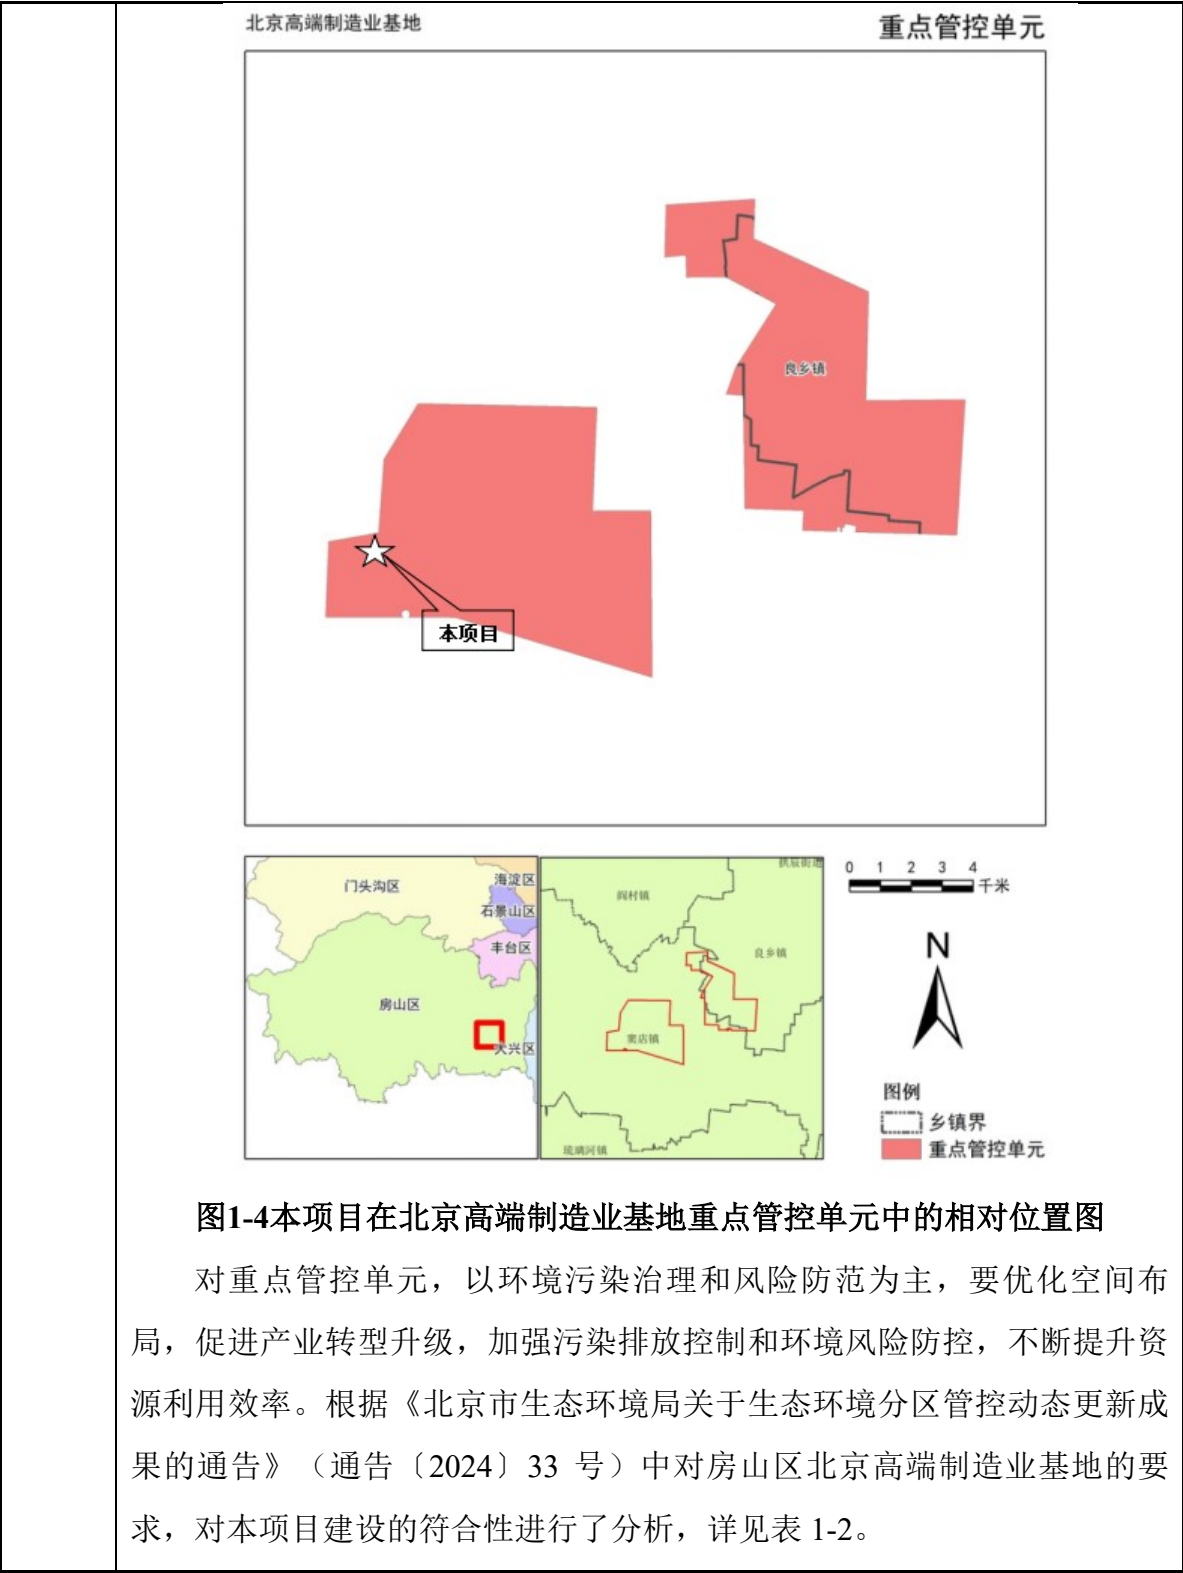 北京高端制造业基地
重点管控单元
良乡镇
本项目
门头沟区
海淀区
石景山区
丰台区
房山区
大兴区
拱辰街道
阎村镇
良乡镇
窦店镇
琉璃河镇
0 1 2 3 4
千米
N
图例
乡镇界
重点管控单元
图1-4本项目在北京高端制造业基地重点管控单元中的相对位置图
对重点管控单元，以环境污染治理和风险防范为主，要优化空间布
局，促进产业转型升级，加强污染排放控制和环境风险防控，不断提升资
源利用效率。根据《北京市生态环境局关于生态环境分区管控动态更新成
果的通告》（通告〔2024〕33 号）中对房山区北京高端制造业基地的要
求，对本项目建设的符合性进行了分析，详见表 1-2。